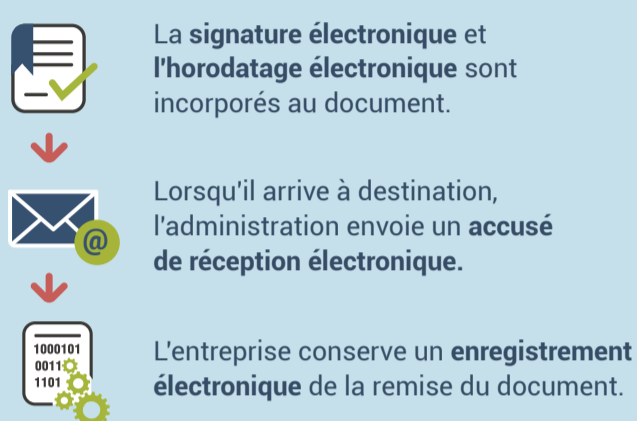 La signature électronique et
l'horodatage électronique sont
incorporés au document.
Lorsqu'il arrive à destination,
@
l'administration envoie un accusé
de réception électronique.
1000101
0011
1101
L'entreprise conserve un enregistrement
électronique de la remise du document.